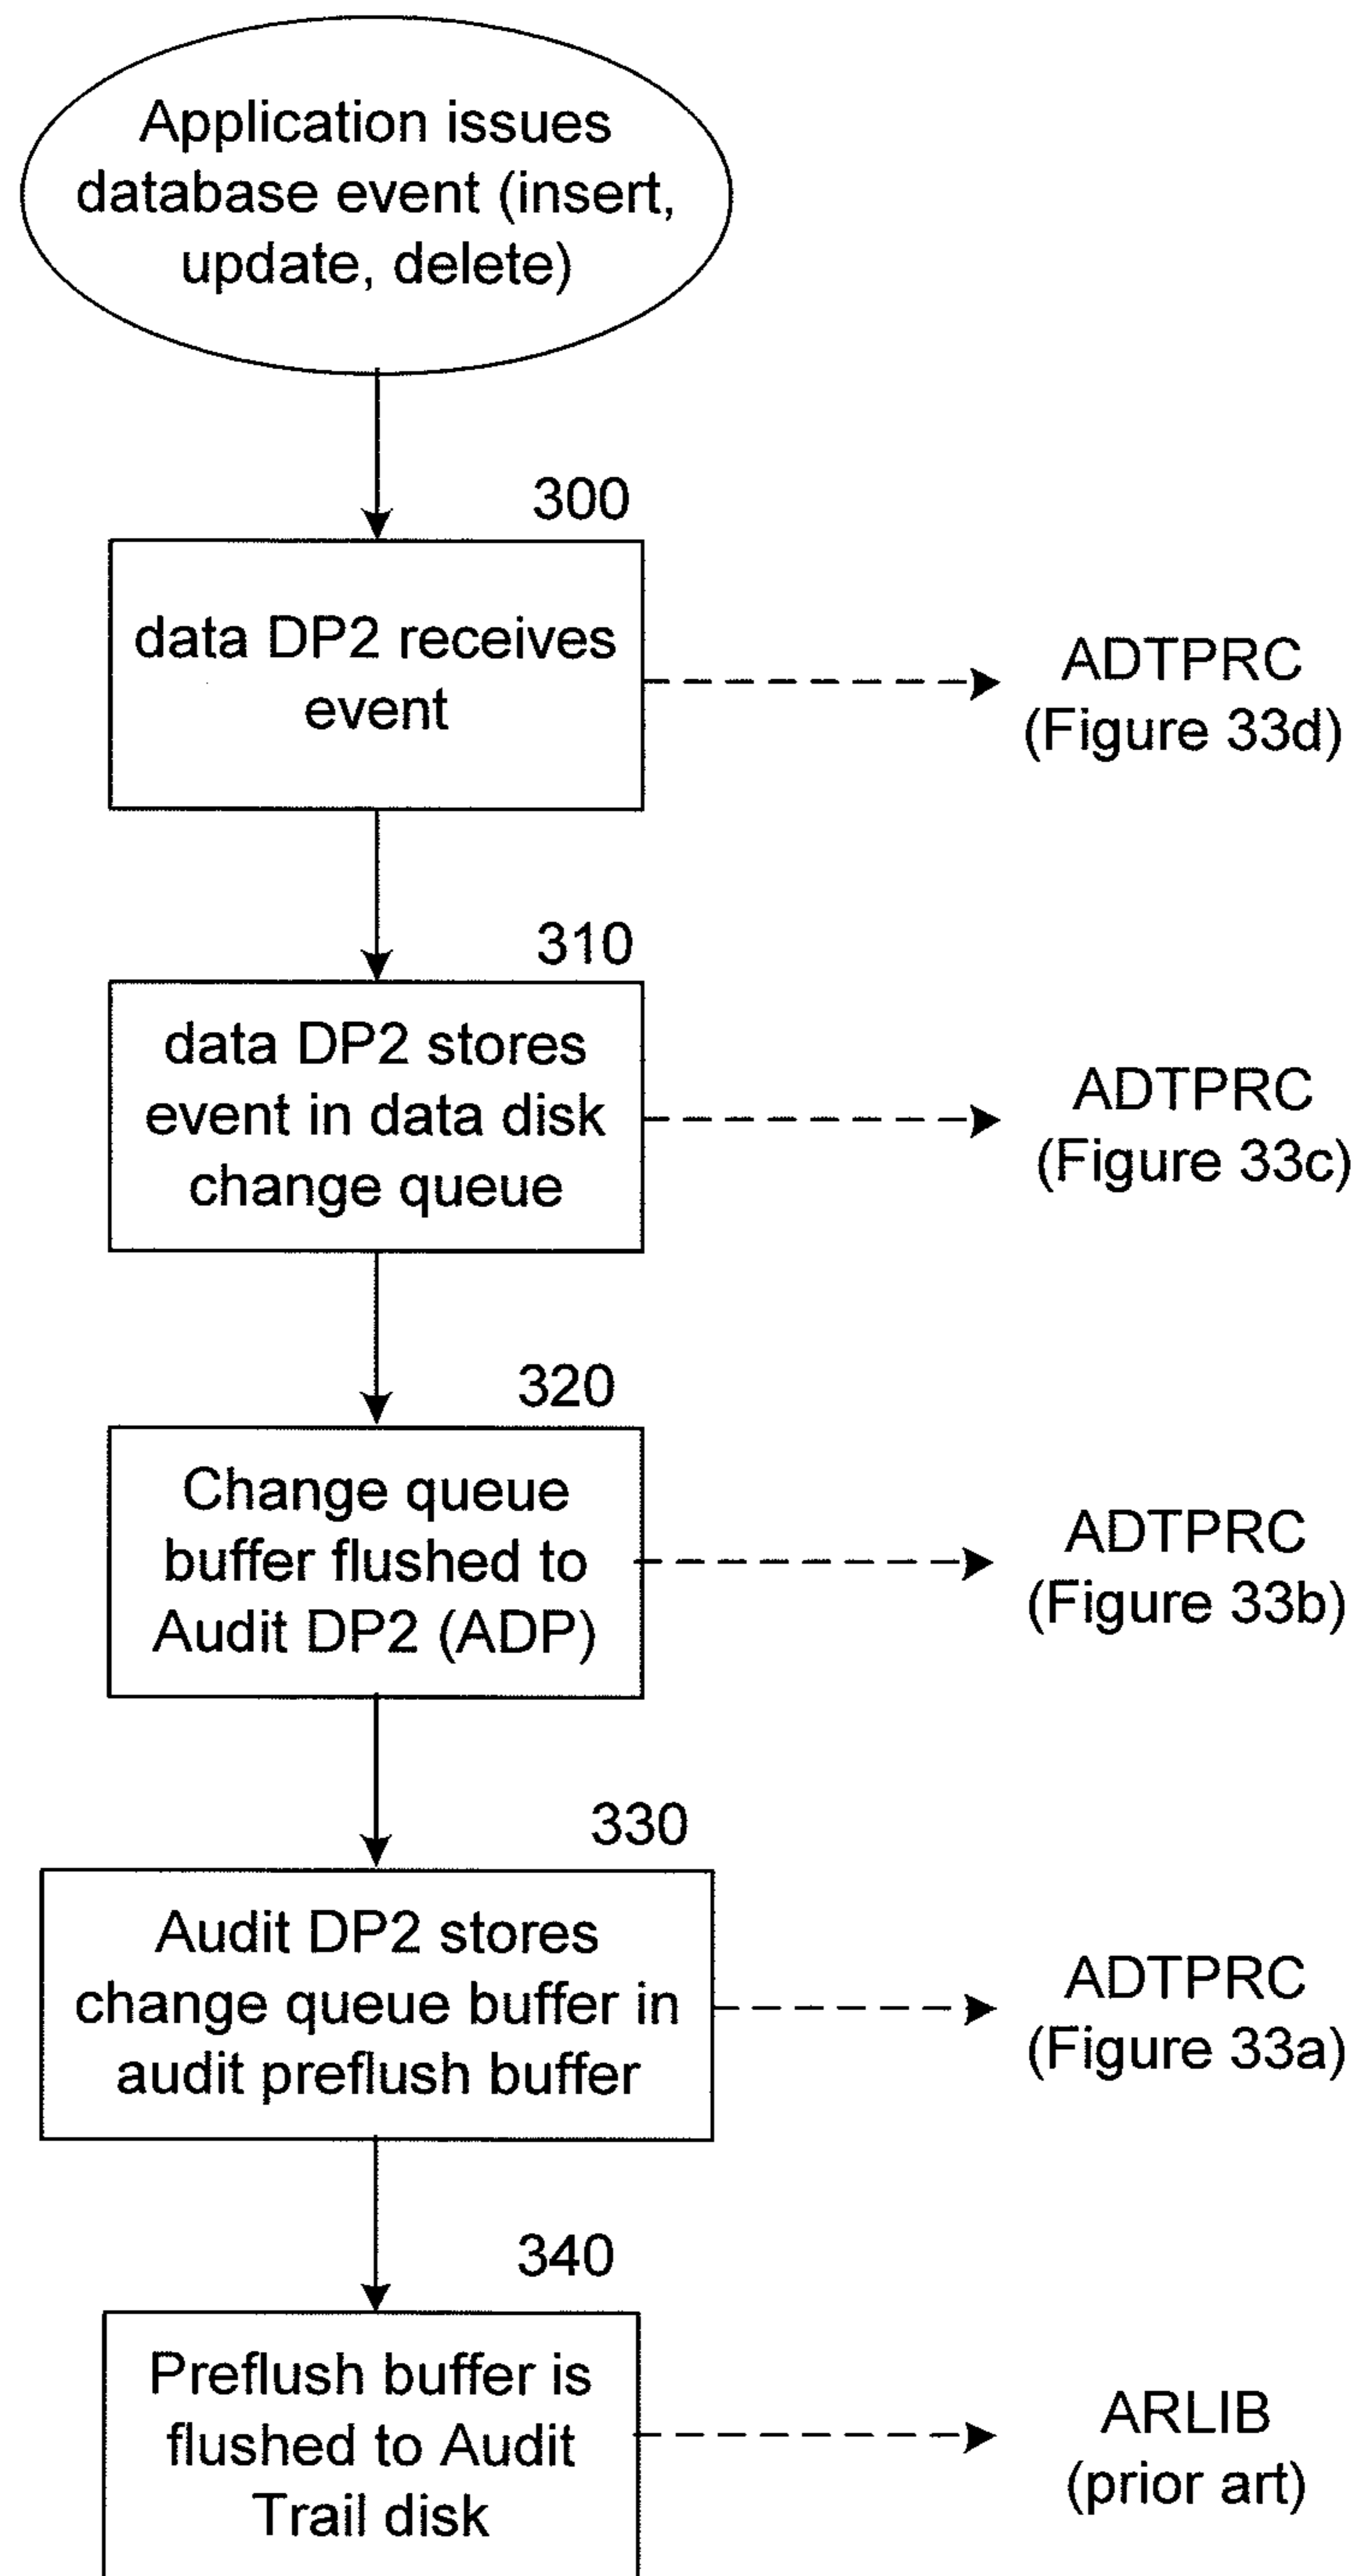 Application issues
database event (insert,
update, delete)
300
data DP2 receives
event
ADTPRC
(Figure 33d)
310
data DP2 stores
event in data disk
change queue
ADTPRC
(Figure 33c)
320
Change queue
buffer flushed to
Audit DP2 (ADP)
ADTPRC
(Figure 33b)
330
Audit DP2 stores
change queue buffer in
audit preflush buffer
ADTPRC
(Figure 33a)
340
Preflush buffer is
flushed to Audit
Trail disk
ARLIB
(prior art)